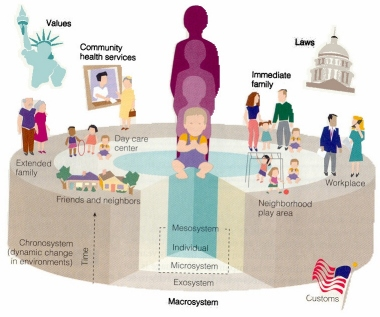 Values
Laws
Community
health services
Immediate
family
Day care
center
Extended
family
Workplace
Friends and neighbors
Neighborhood
play area
Mesosystem
Chronosystem
(dynamic change
in environments)
Time
Individual
Microsystem
Exosystem
Macrosystem
Customs